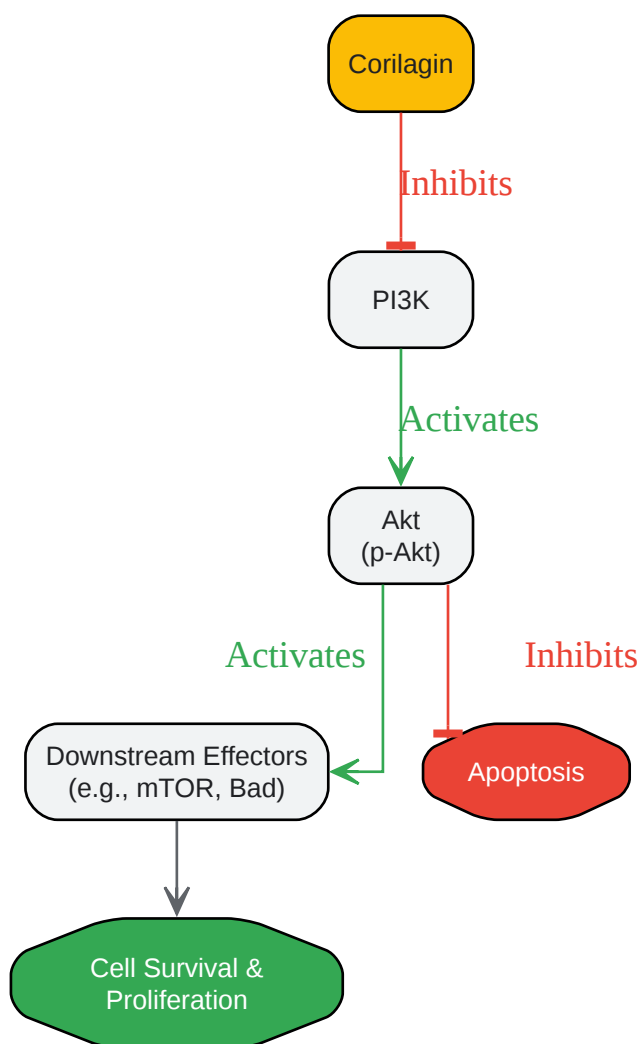 Corilagin
Inhibits
PI3K
Activates
Akt
(p-Akt)
Activates
Inhibits
Downstream Effectors
(e.g., mTOR, Bad)
Apoptosis
Cell Survival &
Proliferation